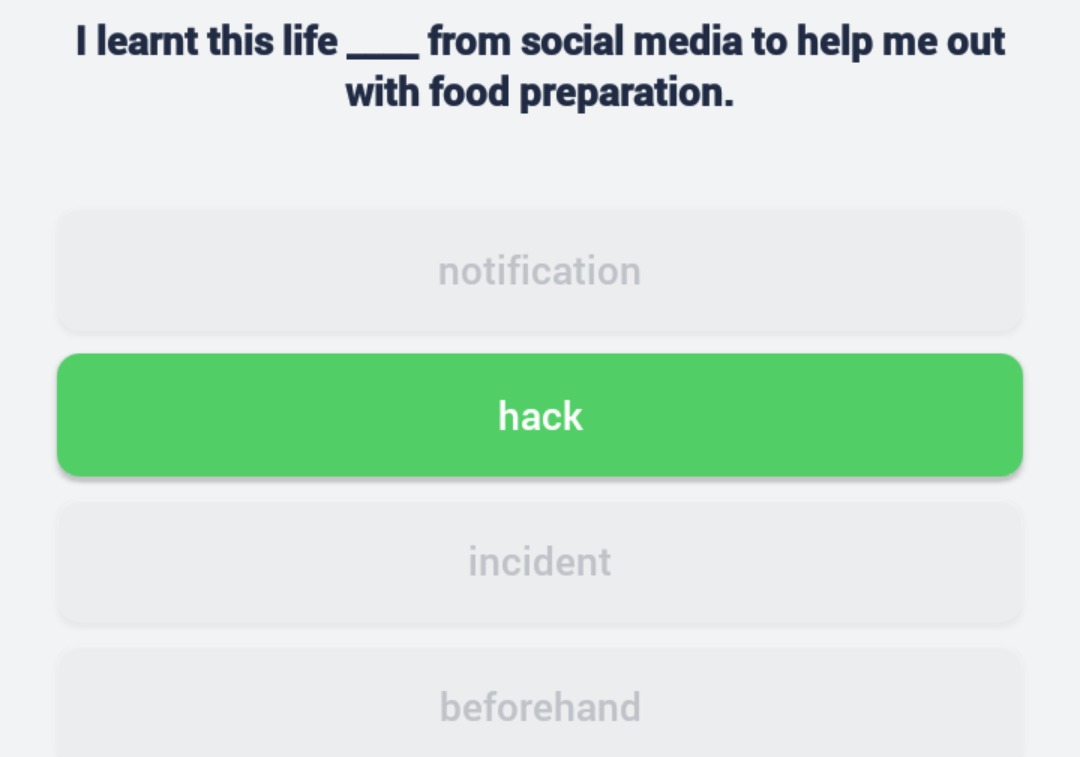 I learnt this life ____ from social media to help me out
with food preparation.
notification
hack
incident
beforehand